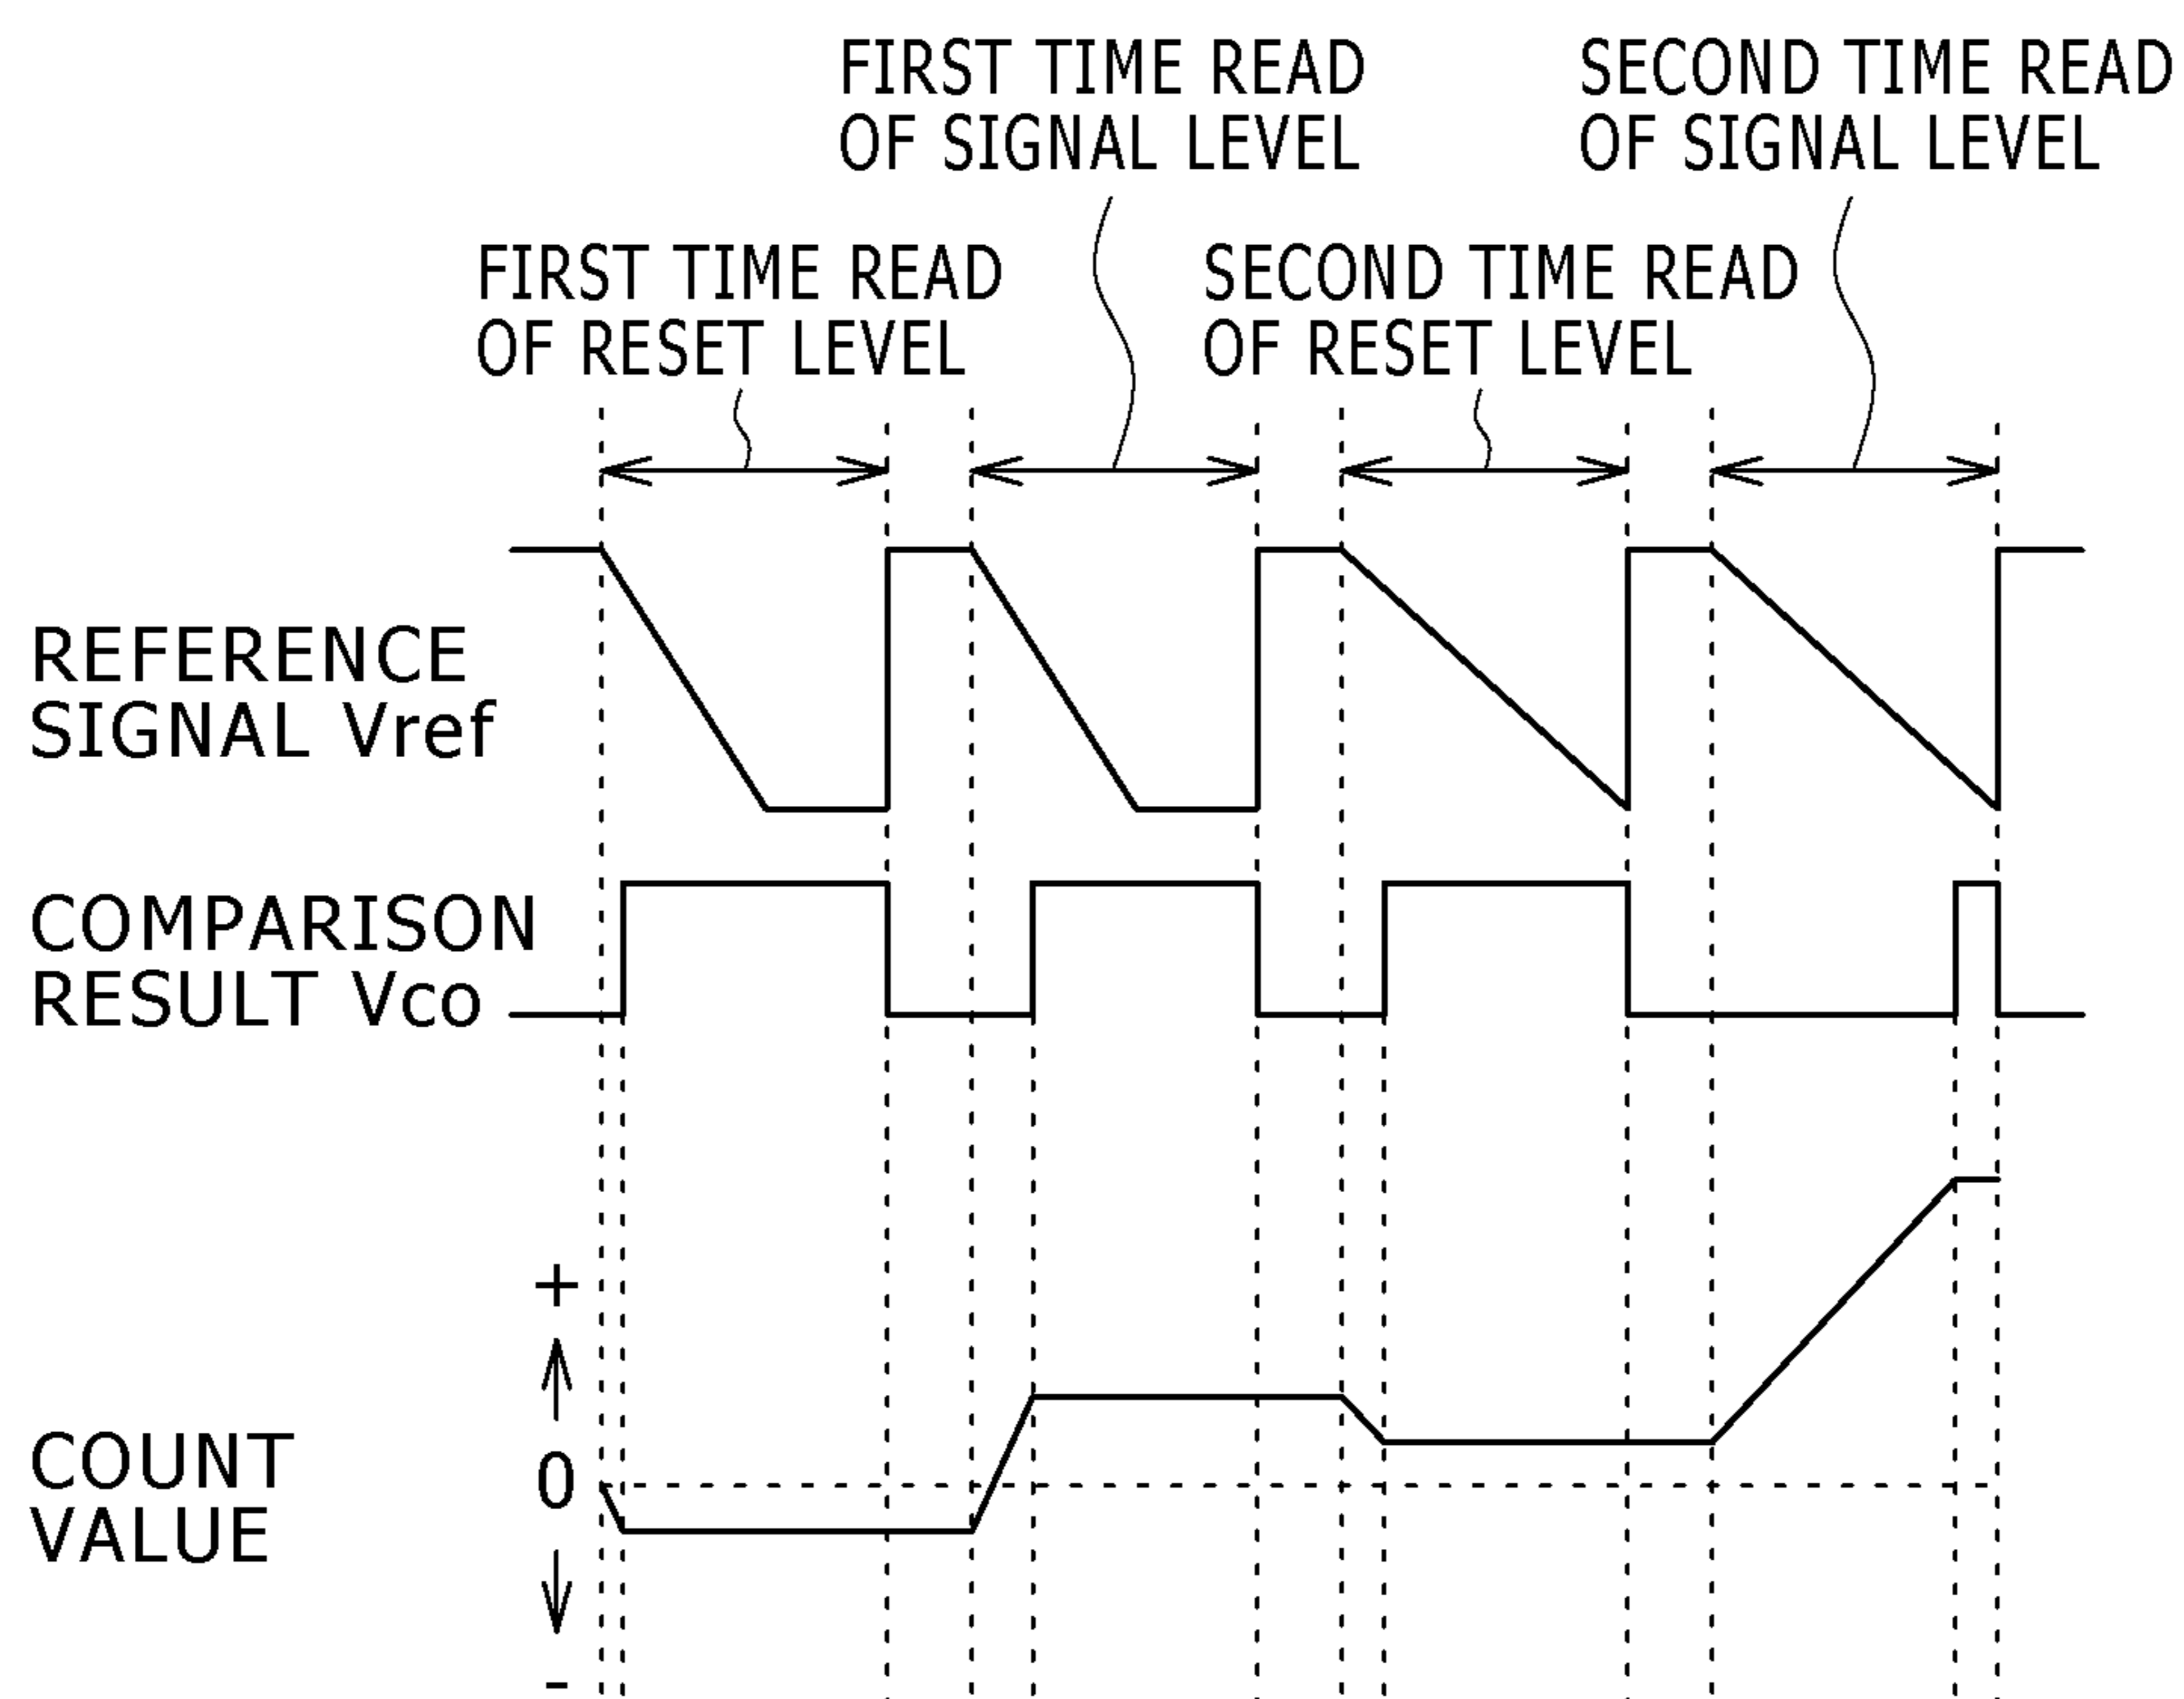 FIRST TIME READ
OF SIGNAL LEVEL
SECOND TIME READ
OF SIGNAL LEVEL
FIRST TIME READ
OF RESET LEVEL
SECOND TIME READ
OF RESET LEVEL
REFERENCE
SIGNAL Vref
COMPARISON
RESULT Vco
+
0
-
COUNT
VALUE